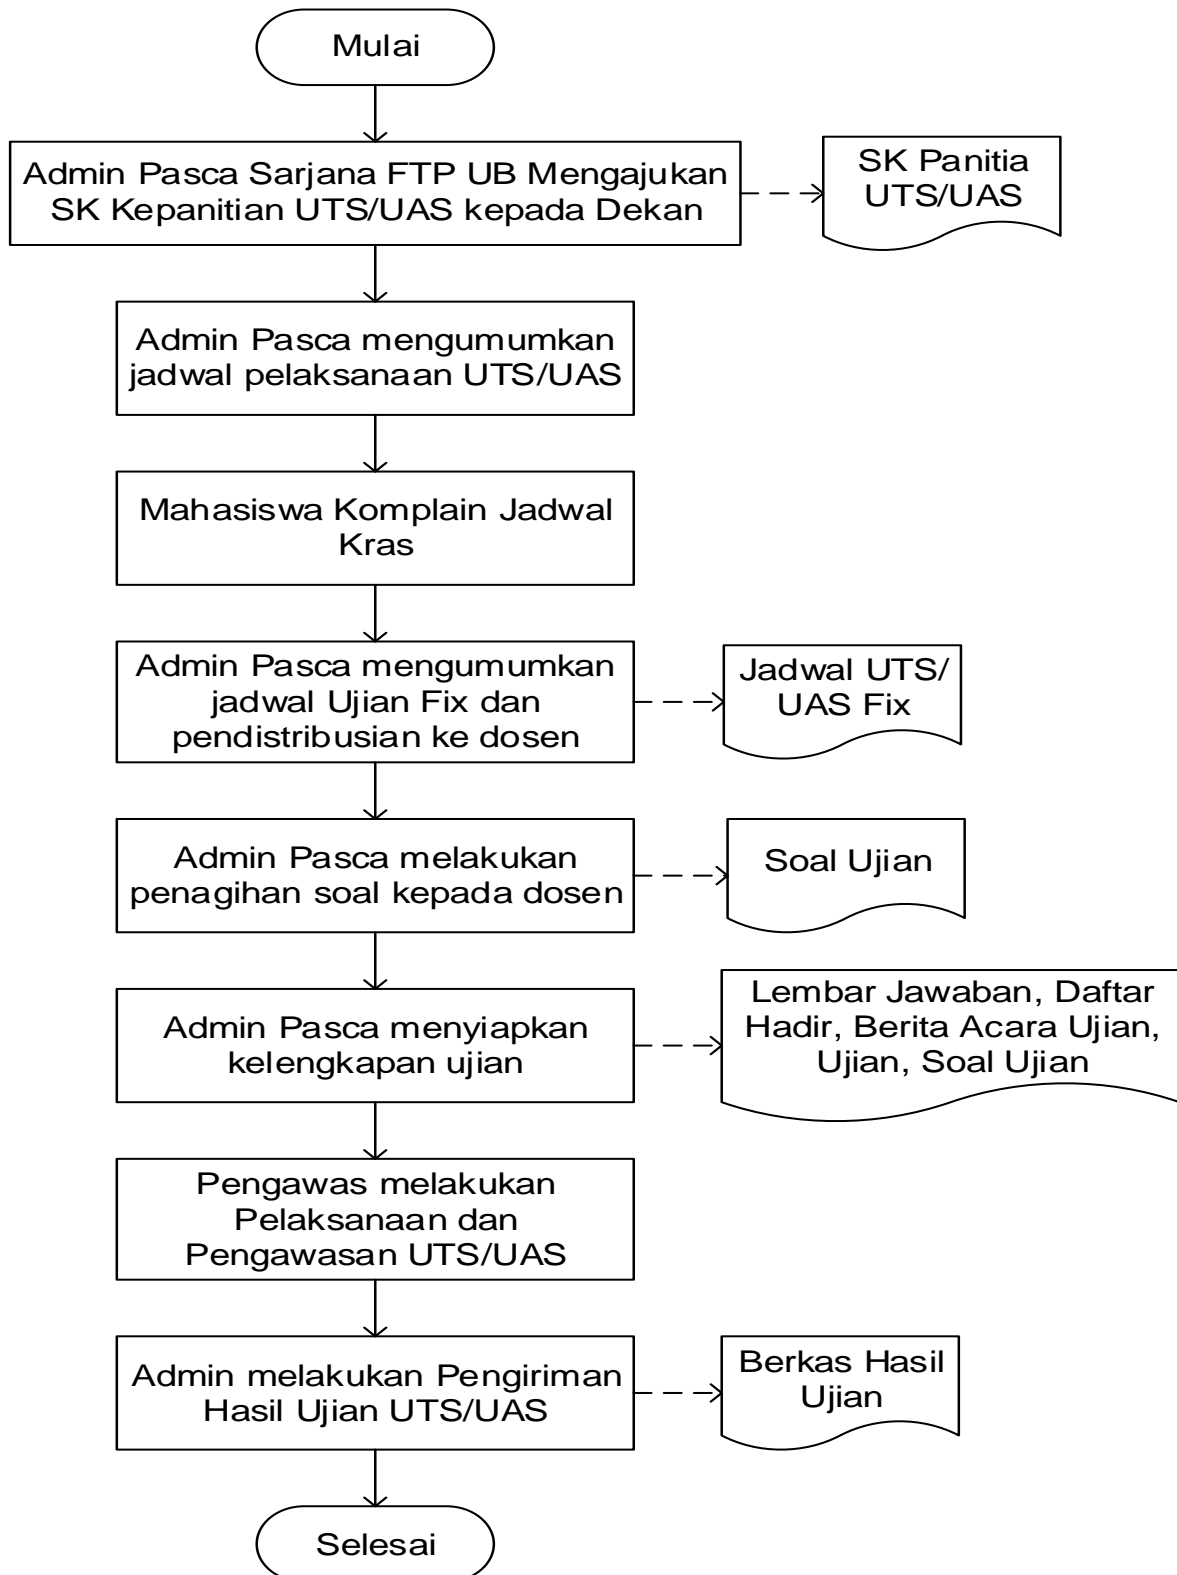 Mulai
Admin Pasca Sarjana FTP UB Mengajukan
SK Kepanitian UTS/UAS kepada Dekan
SK Panitia
UTS/UAS
Admin Pasca mengumumkan
jadwal pelaksanaan UTS/UAS
Mahasiswa Komplain Jadwal
Kras
Admin Pasca mengumumkan
jadwal Ujian Fix dan
pendistribusian ke dosen
Jadwal UTS/
UAS Fix
Admin Pasca melakukan
penagihan soal kepada dosen
Soal Ujian
Admin Pasca menyiapkan
kelengkapan ujian
Lembar Jawaban, Daftar
Hadir, Berita Acara Ujian,
Ujian, Soal Ujian
Pengawas melakukan
Pelaksanaan dan
Pengawasan UTS/UAS
Admin melakukan Pengiriman
Hasil Ujian UTS/UAS
Berkas Hasil
Ujian
Selesai